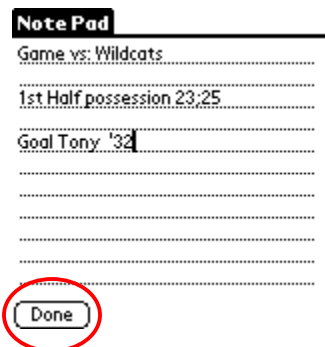 Note Pad
Game vs: Wildcats
1st Half possession 23;25
Goal Tony '32
Done